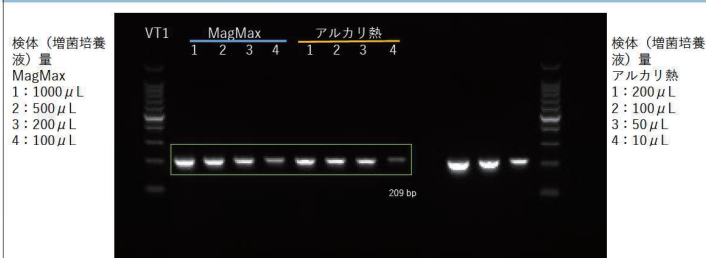 検体（増菌培養
液）量
MagMax
1：1000μL
2：500μL
3：200μL
4：100μL
VT1
MagMax
アルカリ熱
1 2 3 4 1 2 3 4
209 bp
検体（増菌培養
液）量
アルカリ熱
1：200μL
2：100μL
3：50μL
4：10μL